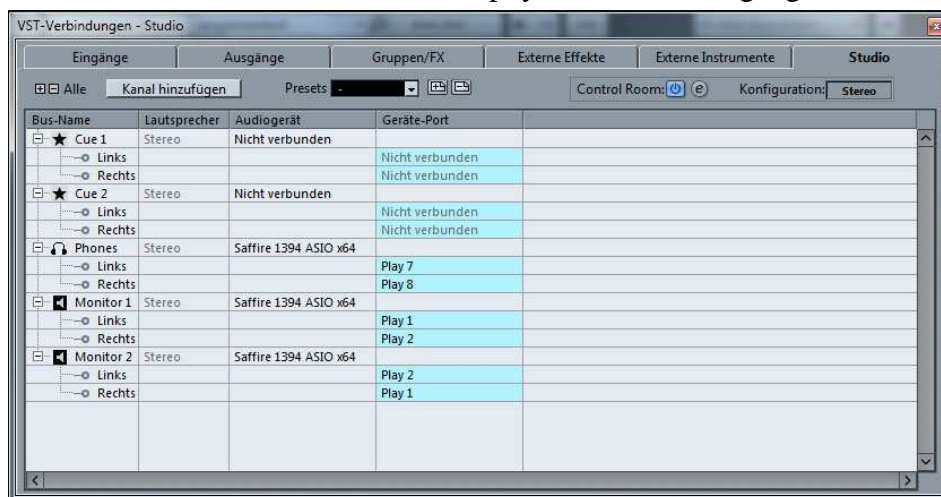 VST-Verbindungen - Studio
Eingänge Ausgänge Gruppen/FX Externe Effekte Externe Instrumente Studio
Alle Kanal hinzufügen Presets - Control Room: e Konfiguration: Stereo
Bus-Name Lautsprecher Audiogerät Geräte-Port
Cue 1 Stereo Nicht verbunden
Links Nicht verbunden
Rechts Nicht verbunden
Cue 2 Stereo Nicht verbunden
Links Nicht verbunden
Rechts Nicht verbunden
Phones Stereo Saffire 1394 ASIO x64
Links Play 7
Rechts Play 8
Monitor 1 Stereo Saffire 1394 ASIO x64
Links Play 1
Rechts Play 2
Monitor 2 Stereo Saffire 1394 ASIO x64
Links Play 2
Rechts Play 1